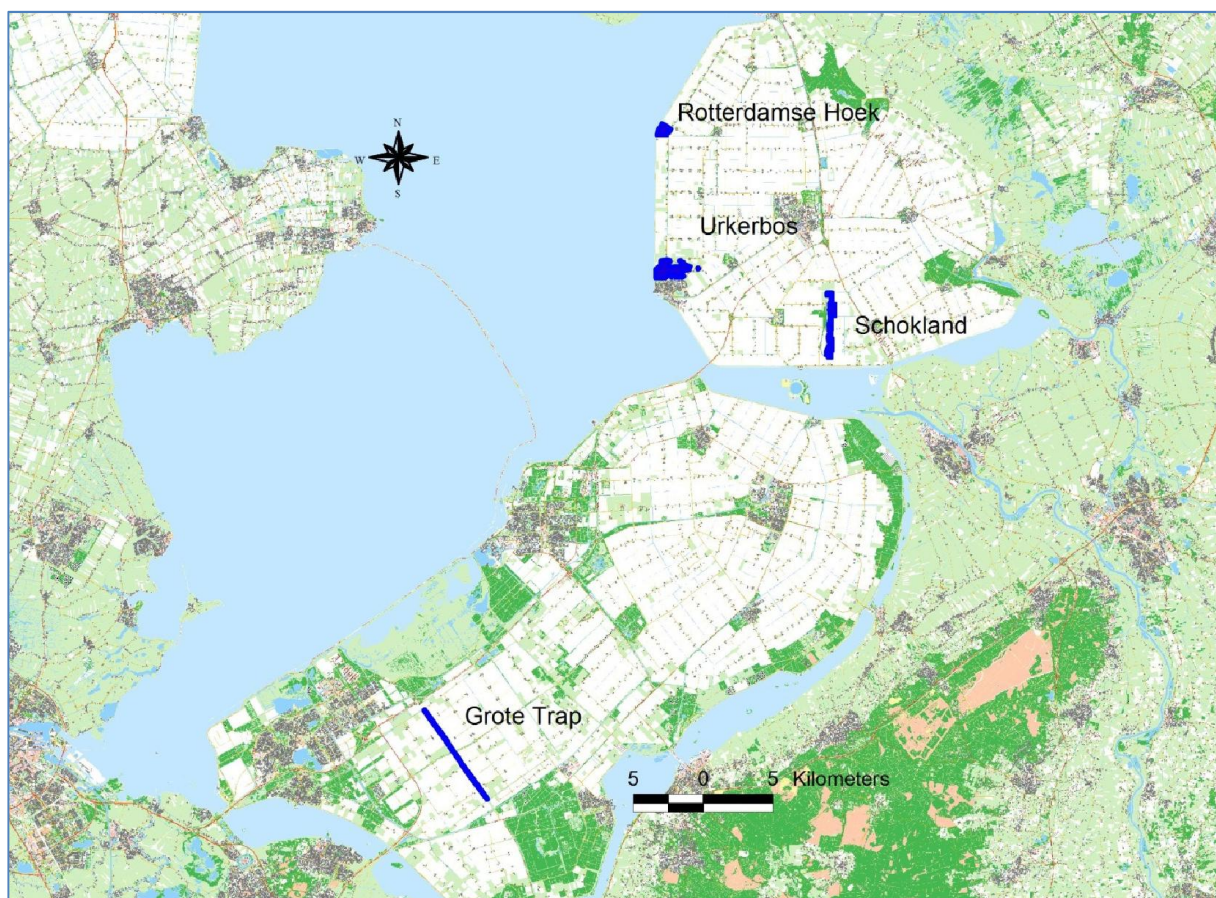 Rotterdamse Hoek
N
W E
S
Urkerbos
Schokland
Grote Trap
5 0 5 Kilometers